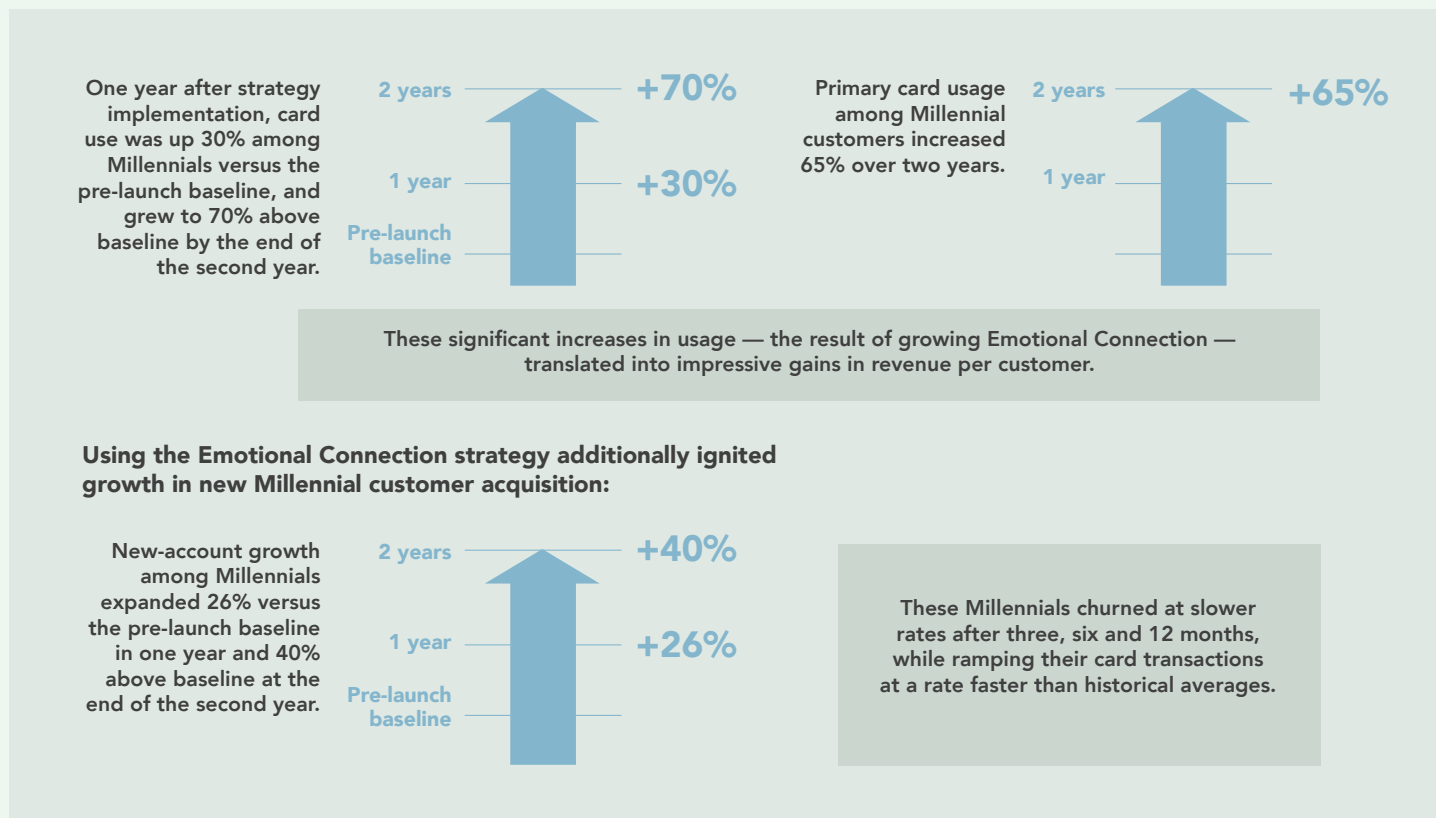 One year after strategy
implementation, card
use was up 30% among
Millennials versus the
pre-launch baseline, and
grew to 70% above
baseline by the end of
the second year.
2 years
+70%
1 year
+30%
Pre-launch
baseline
Primary card usage
among Millennial
customers increased
65% over two years.
2 years
+65%
1 year
These significant increases in usage — the result of growing Emotional Connection —
translated into impressive gains in revenue per customer.
Using the Emotional Connection strategy additionally ignited
growth in new Millennial customer acquisition:
New-account growth
among Millennials
expanded 26% versus
the pre-launch baseline
in one year and 40%
above baseline at the
end of the second year.
2 years
+40%
1 year
+26%
Pre-launch
baseline
These Millennials churned at slower
rates after three, six and 12 months,
while ramping their card transactions
at a rate faster than historical averages.